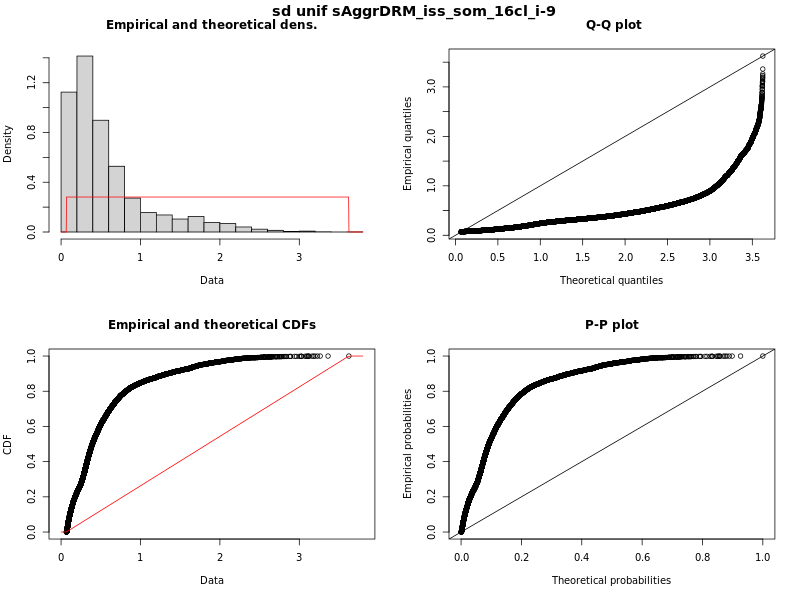 sd unif sAggrDRM_iss_som_16cl_i-9
Empirical and theoretical dens.
Density
0.0 0.4 0.8 1.2
0 1 2 3
Data
Q-Q plot
Empirical quantiles
0.0 1.0 2.0 3.0
0.0 0.5 1.0 1.5 2.0 2.5 3.0 3.5
Theoretical quantiles
Empirical and theoretical CDFs
CDF
0.0 0.2 0.4 0.6 0.8 1.0
0 1 2 3
Data
P-P plot
Empirical probabilities
0.0 0.2 0.4 0.6 0.8 1.0
0.0 0.2 0.4 0.6 0.8 1.0
Theoretical probabilities